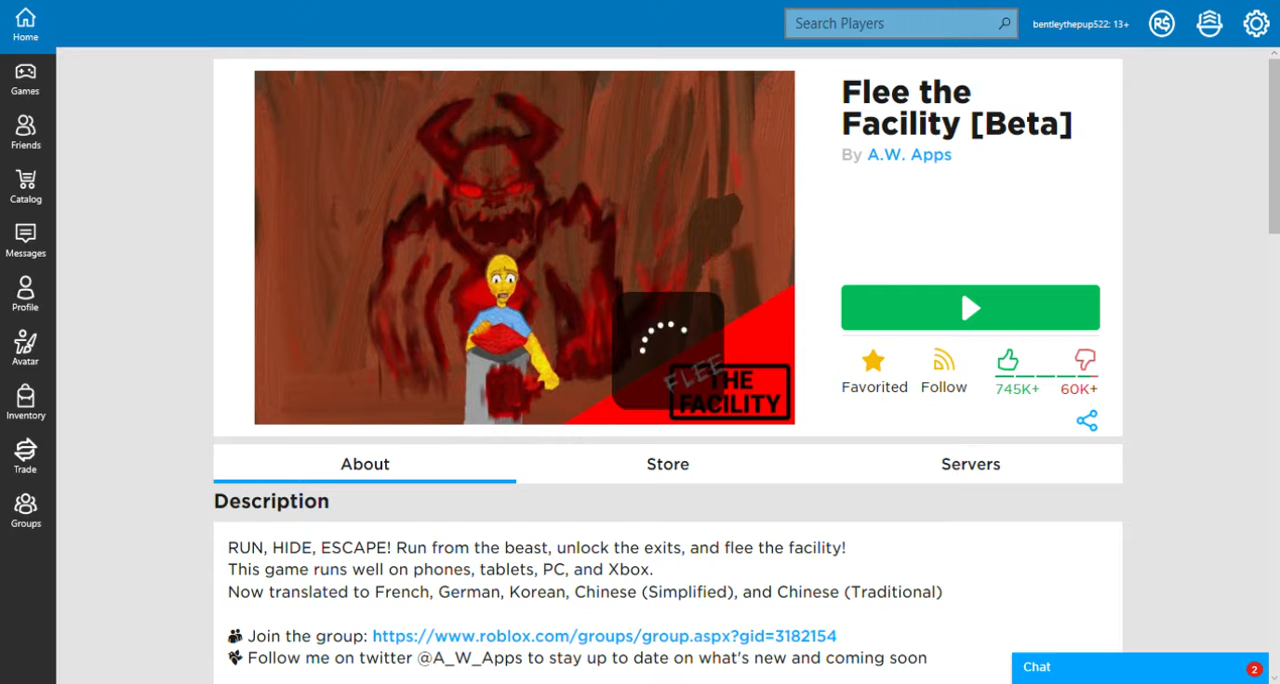 Home
Search Players
bentleythepup522: 13+
R$
Games
Friends
Catalog
Messages
Profile
Avatar
Inventory
Trade
Groups
FLEE
THE
FACILITY
Flee the
Facility [Beta]
By A.W. Apps
Favorited
Follow
745K+
60K+
About
Store
Servers
Description
RUN, HIDE, ESCAPE! Run from the beast, unlock the exits, and flee the facility!
This game runs well on phones, tablets, PC, and Xbox.
Now translated to French, German, Korean, Chinese (Simplified), and Chinese (Traditional)
Join the group: https://www.roblox.com/groups/group.aspx?gid=3182154
Follow me on twitter @A_W_Apps to stay up to date on what's new and coming soon
Chat
2